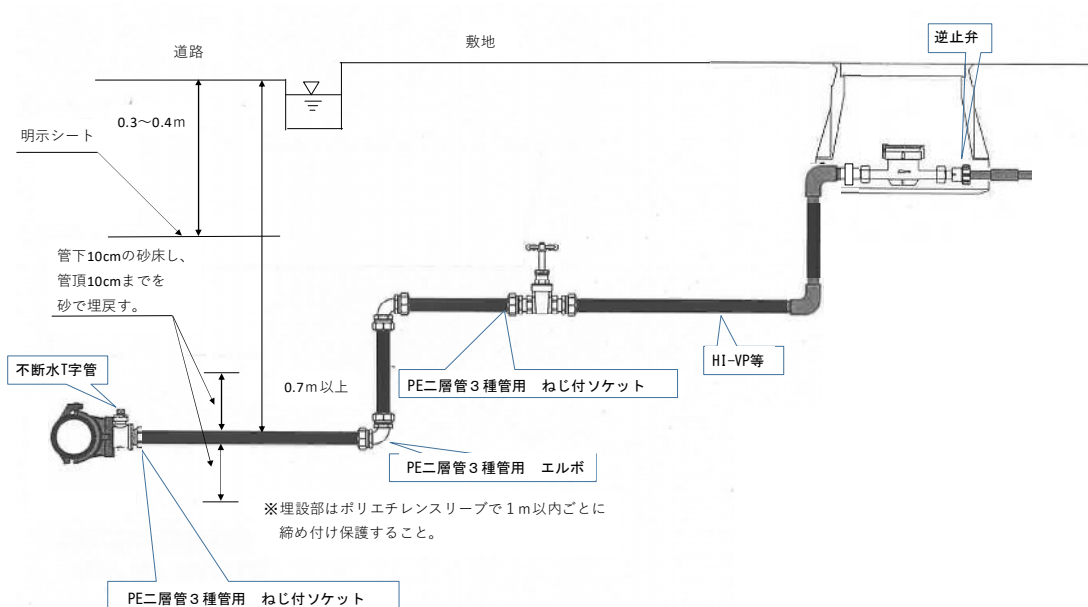 道路
敷地
逆止弁
0.3～0.4ｍ
明示シート
管下10cmの砂床し、
管頂10cmまでを
砂で埋戻す。
不断水T字管
0.7ｍ以上
PE二層管３種管用　ねじ付ソケット
HI-VP等
PE二層管３種管用　エルボ
※埋設部はポリエチレンスリーブで１ｍ以内ごとに
締め付け保護すること。
PE二層管３種管用　ねじ付ソケット